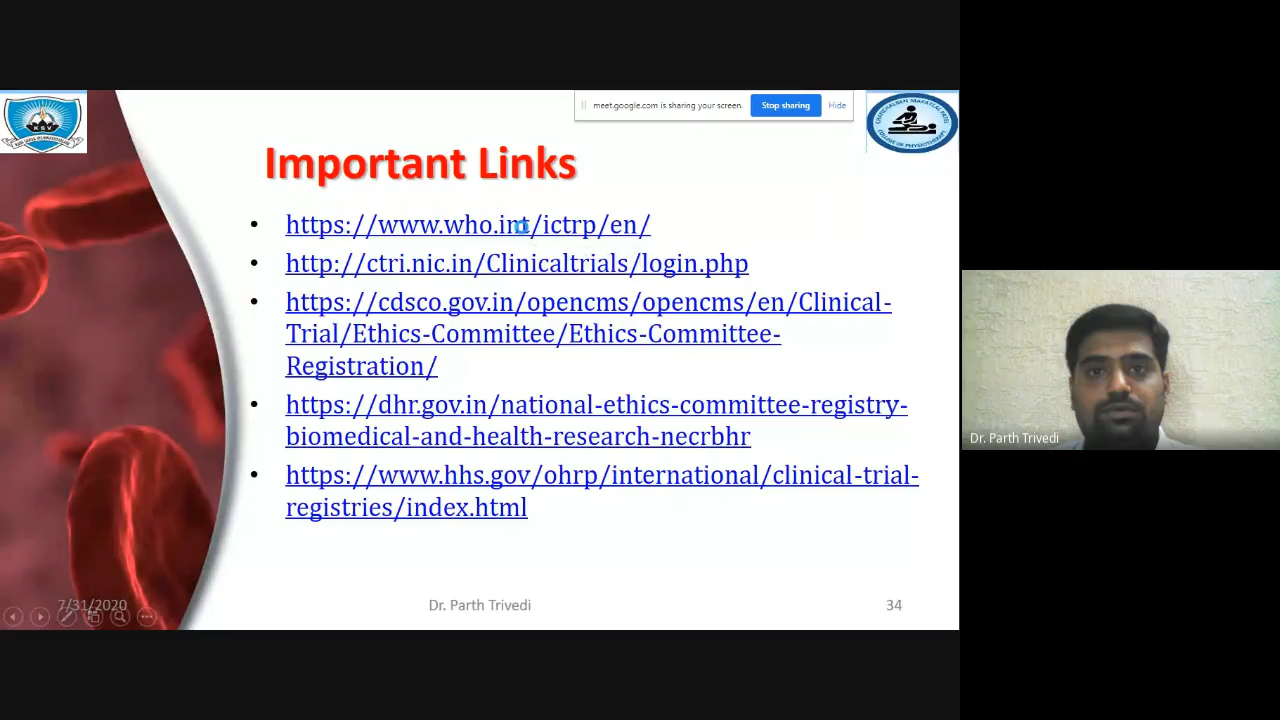 meet.google.com is sharing your screen. Stop sharing Hide
KSV
Important Links
• https://www.who.int/ictrp/en/
• http://ctri.nic.in/Clinicaltrials/login.php
• https://cdsco.gov.in/opencms/opencms/en/Clinical-
Trial/Ethics-Committee/Ethics-Committee-
Registration/
• https://dhr.gov.in/national-ethics-committee-registry-
biomedical-and-health-research-necrbhr
• https://www.hhs.gov/ohrp/international/clinical-trial-
registries/index.html
Dr. Parth Trivedi
7/31/2020
Dr. Parth Trivedi
34